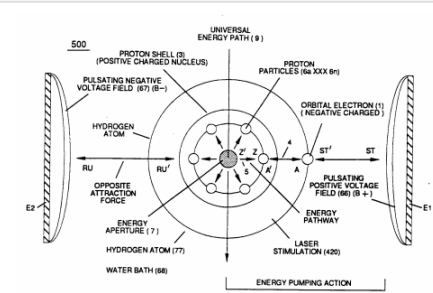 500
UNIVERSAL
ENERGY PATH (9)
PROTON SHELL (3)
(POSITIVE CHARGED NUCLEUS)
PROTON
PARTICLES (6a XXX 6n)
PULSATING NEGATIVE
VOLTAGE FIELD (67) (B-)
ORBITAL ELECTRON (1)
(NEGATIVE CHARGED)
HYDROGEN
ATOM
4
Z' Z
ST' ST
RU RU'
5 A' A
OPPOSITE
ATTRACTION
FORCE
PULSATING
POSITIVE VOLTAGE
FIELD (66) (B+)
E2
E1
ENERGY
APERTURE (7)
ENERGY
PATHWAY
HYDROGEN ATOM (77)
LASER
STIMULATION (420)
WATER BATH (68)
ENERGY PUMPING ACTION